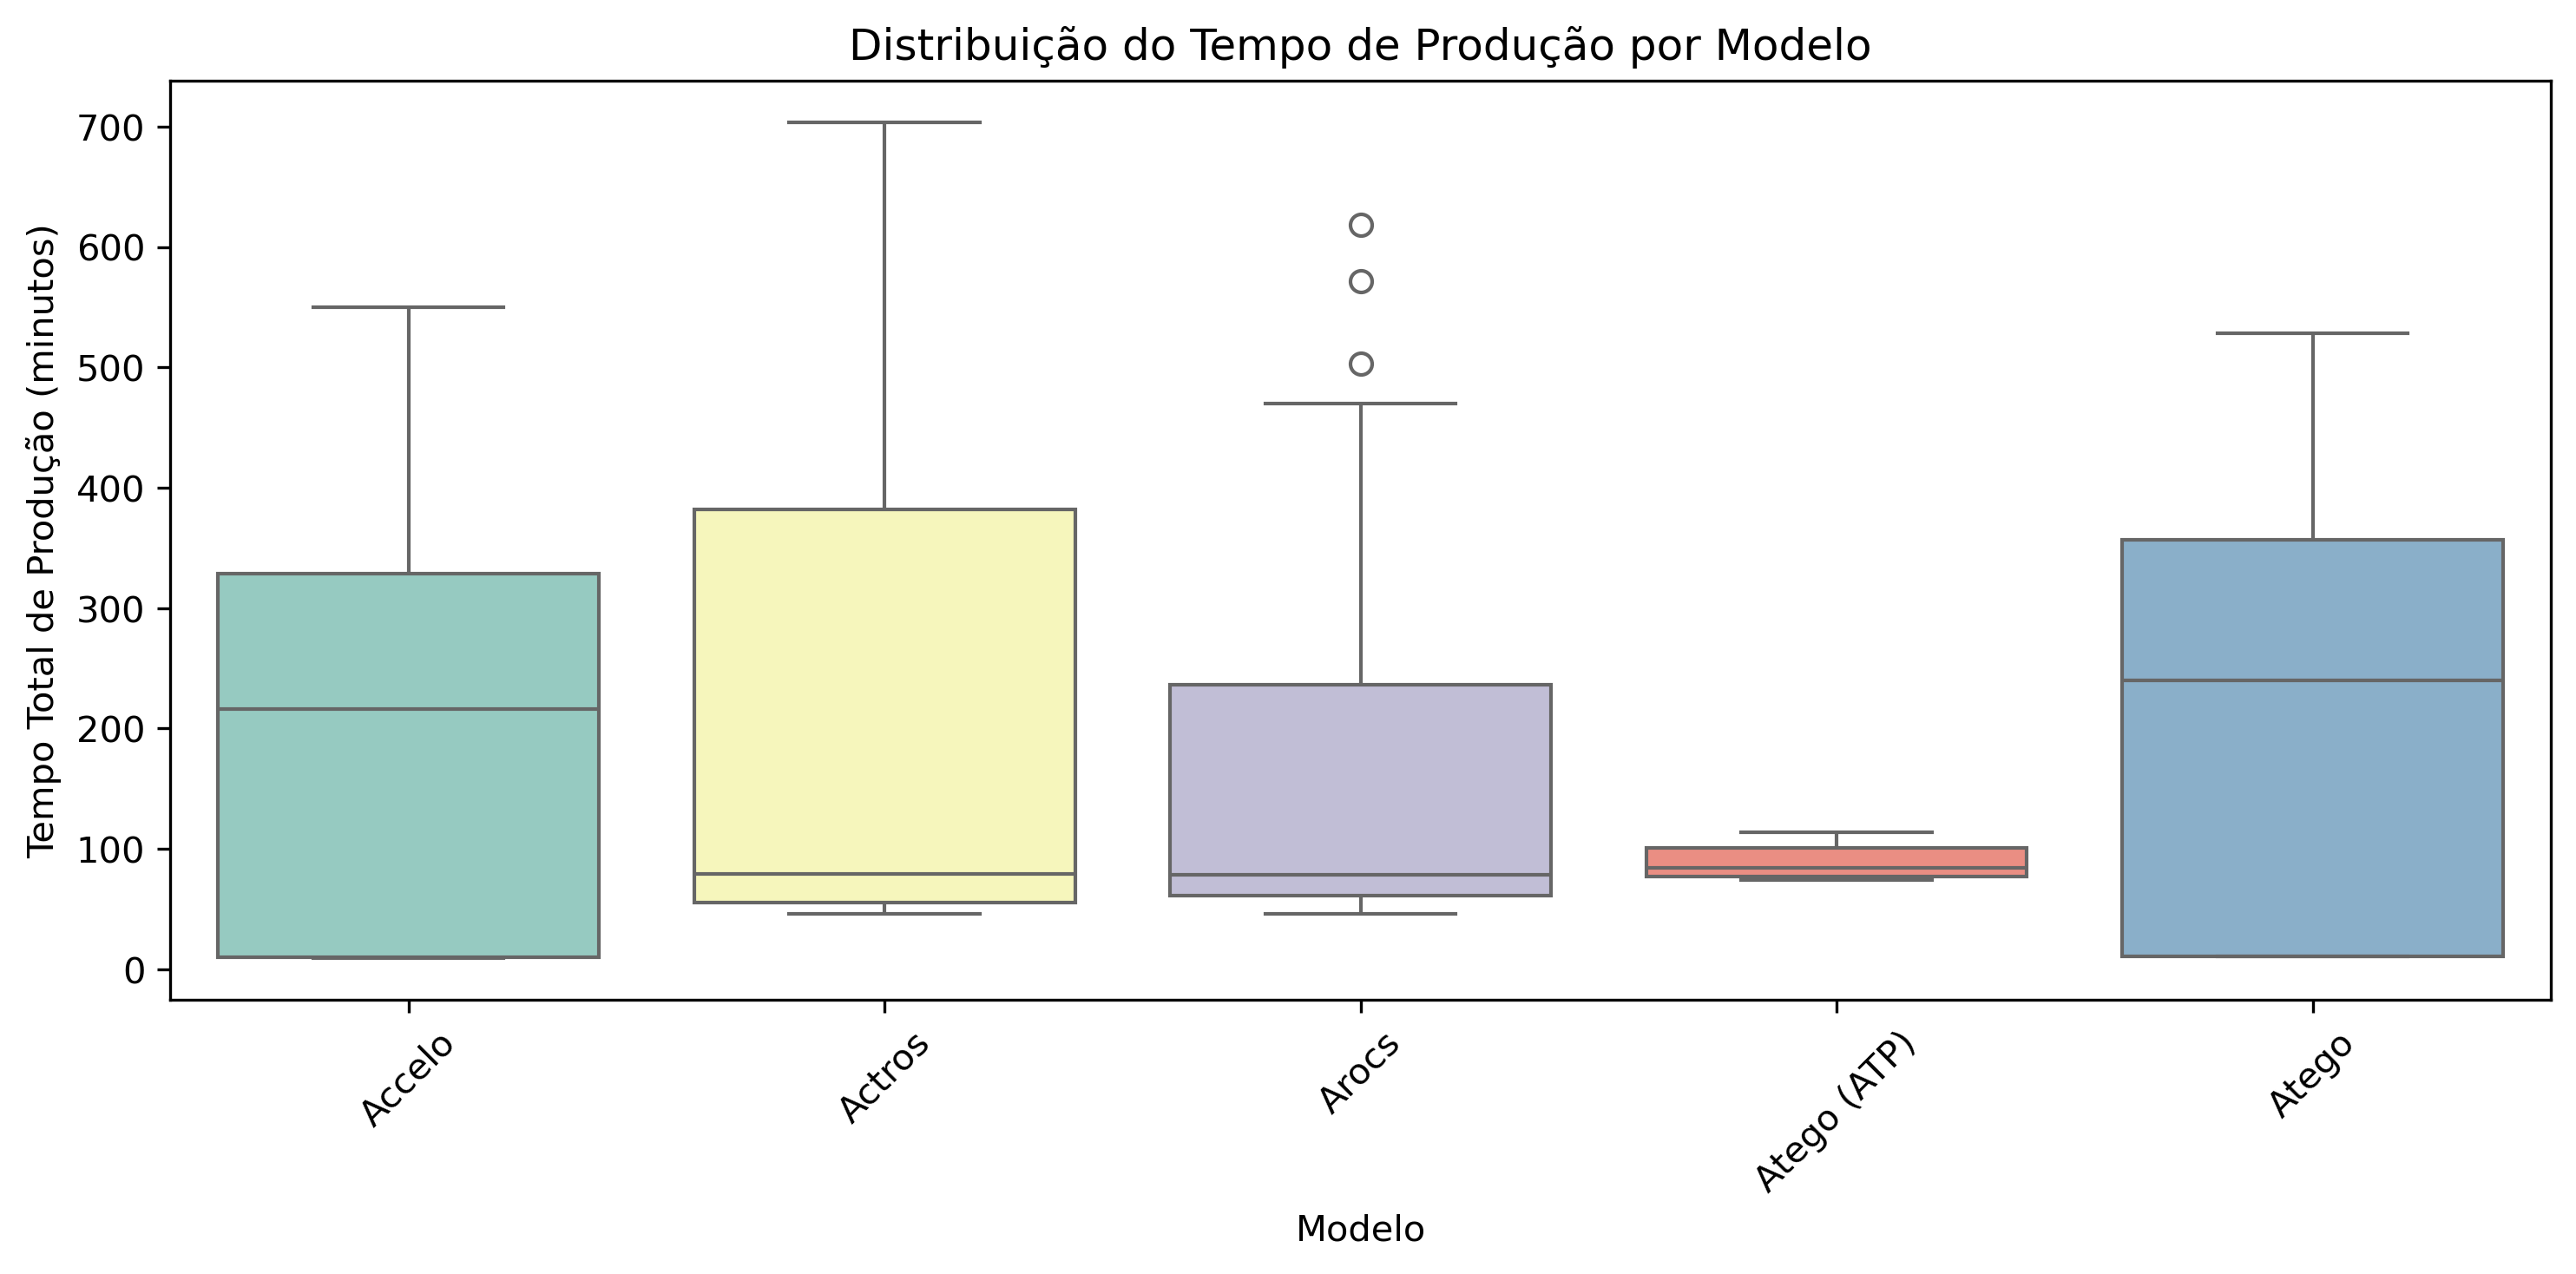 Distribuição do Tempo de Produção por Modelo
Tempo Total de Produção (minutos)
700
600
500
400
300
200
100
0
Accelo
Actros
Arocs
Atego (ATP)
Atego
Modelo